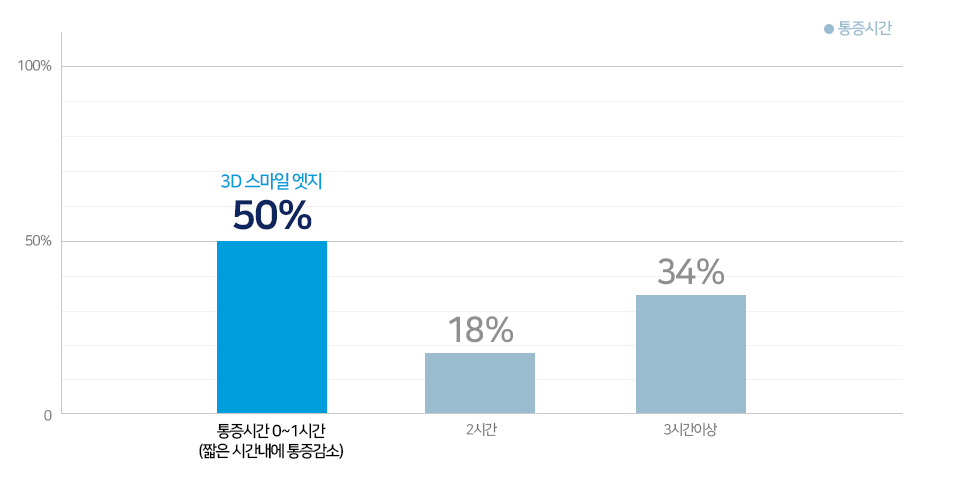 통증시간
100%
3D 스마일 엣지
50%
50%
34%
18%
0
통증시간 0~1시간
(짧은 시간내에 통증감소)
2시간
3시간이상